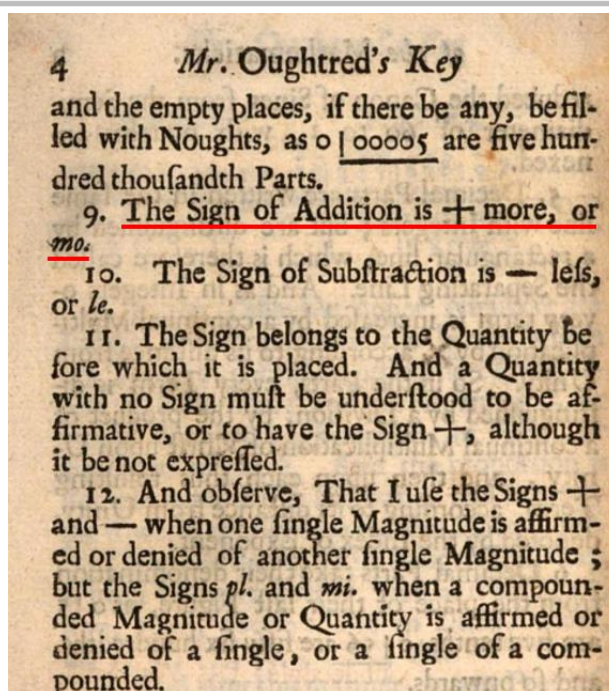 4 Mr. Oughtred's Key
and the empty places, if there be any, be fil-
led with Noughts, as 0|00005 are five hun-
dred thouſandth Parts.
9. The Sign of Addition is + more, or
mo.
10. The Sign of Subſtraction is — leſs,
or le.
11. The Sign belongs to the Quantity be
fore which it is placed. And a Quantity
with no Sign muſt be underſtood to be af-
firmative, or to have the Sign +, although
it be not expreſſed.
12. And obſerve, That I uſe the Signs +
and — when one ſingle Magnitude is affirm-
ed or denied of another ſingle Magnitude ;
but the Signs pl. and mi. when a compoun-
ded Magnitude or Quantity is affirmed or
denied of a ſingle, or a ſingle of a com-
pounded.